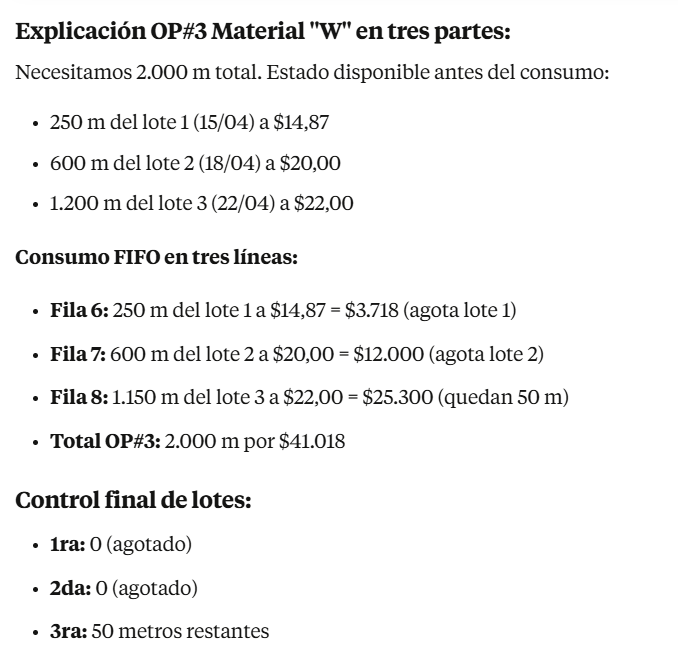 Explicación OP#3 Material "W" en tres partes:
Necesitamos 2.000 m total. Estado disponible antes del consumo:
• 250 m del lote 1 (15/04) a $14,87
• 600 m del lote 2 (18/04) a $20,00
• 1.200 m del lote 3 (22/04) a $22,00
Consumo FIFO en tres líneas:
• Fila 6: 250 m del lote 1 a $14,87 = $3.718 (agota lote 1)
• Fila 7: 600 m del lote 2 a $20,00 = $12.000 (agota lote 2)
• Fila 8: 1.150 m del lote 3 a $22,00 = $25.300 (quedan 50 m)
• Total OP#3: 2.000 m por $41.018
Control final de lotes:
• 1ra: 0 (agotado)
• 2da: 0 (agotado)
• 3ra: 50 metros restantes